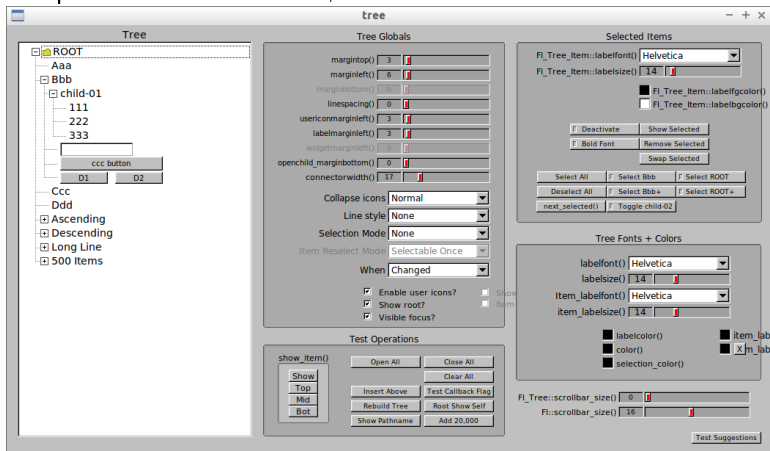 tree
Tree
ROOT
Aaa
Bbb
child-01
111
222
333
ccc button
D1 D2
Ccc
Ddd
Ascending
Descending
Long Line
500 Items
Tree Globals
margintop() 3
marginleft() 6
marginbottom() 0
linespacing() 0
usericonmarginleft() 3
labelmarginleft() 3
widgetmarginleft() 0
openchild_marginbottom() 0
connectorwidth() 17
Collapse icons Normal
Line style None
Selection Mode None
Item Reselect Mode Selectable Once
When Changed
Enable user icons? Show
Show root? Item
Visible focus?
Test Operations
show_item()
Show
Top
Mid
Bot
Open All Close All
Clear All
Insert Above Test Callback Flag
Rebuild Tree Root Show Self
Show Pathname Add 20,000
Selected Items
Fl_Tree_Item::labelfont() Helvetica
Fl_Tree_Item::labelsize() 14
Fl_Tree_Item::labelfgcolor()
Fl_Tree_Item::labelbgcolor()
Deactivate Show Selected
Bold Font Remove Selected
Swap Selected
Select All Select Bbb Select ROOT
Deselect All Select Bbb+ Select ROOT+
next_selected() Toggle child-02
Tree Fonts + Colors
labelfont() Helvetica
labelsize() 14
Item_labelfont() Helvetica
item_labelsize() 14
labelcolor() item_lab
color() X m_lab
selection_color()
Fl_Tree::scrollbar_size() 0
Fl::scrollbar_size() 16
Test Suggestions